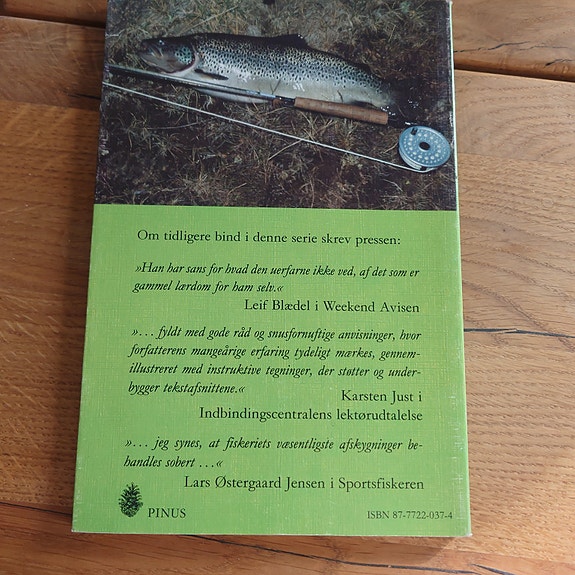 Om tidligere bind i denne serie skrev pressen:
»Han har sans for hvad den uerfarne ikke ved, af det som er
gammel lærdom for ham selv.«
Leif Blædel i Weekend Avisen
»… fyldt med gode råd og snusfornuftige anvisninger, hvor
forfatterens mangeårige erfaring tydeligt mærkes, gennem-
illustreret med instruktive tegninger, der støtter og under-
bygger tekstafsnittene.«
Karsten Just i
Indbindingscentralens lektørudtalelse
»… jeg synes, at fiskeriets væsentligste afskygninger be-
handles sobert …«
Lars Østergaard Jensen i Sportsfiskeren
PINUS
ISBN 87-7722-037-4